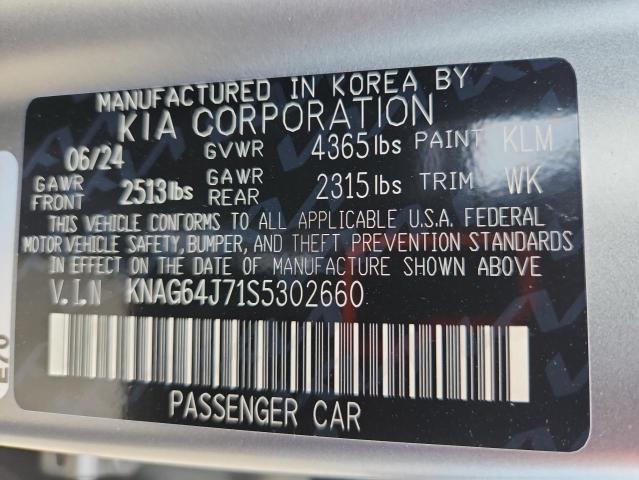 MANUFACTURED IN KOREA BY
KIA CORPORATION
06/24 GVWR 4365 lbs PAINT KLM
GAWR FRONT 2513 lbs GAWR REAR 2315 lbs TRIM WK
THIS VEHICLE CONFORMS TO ALL APPLICABLE U.S.A. FEDERAL
MOTOR VEHICLE SAFETY, BUMPER, AND THEFT PREVENTION STANDARDS
IN EFFECT ON THE DATE OF MANUFACTURE SHOWN ABOVE
V.I.N KNAG64J71S5302660
PASSENGER CAR